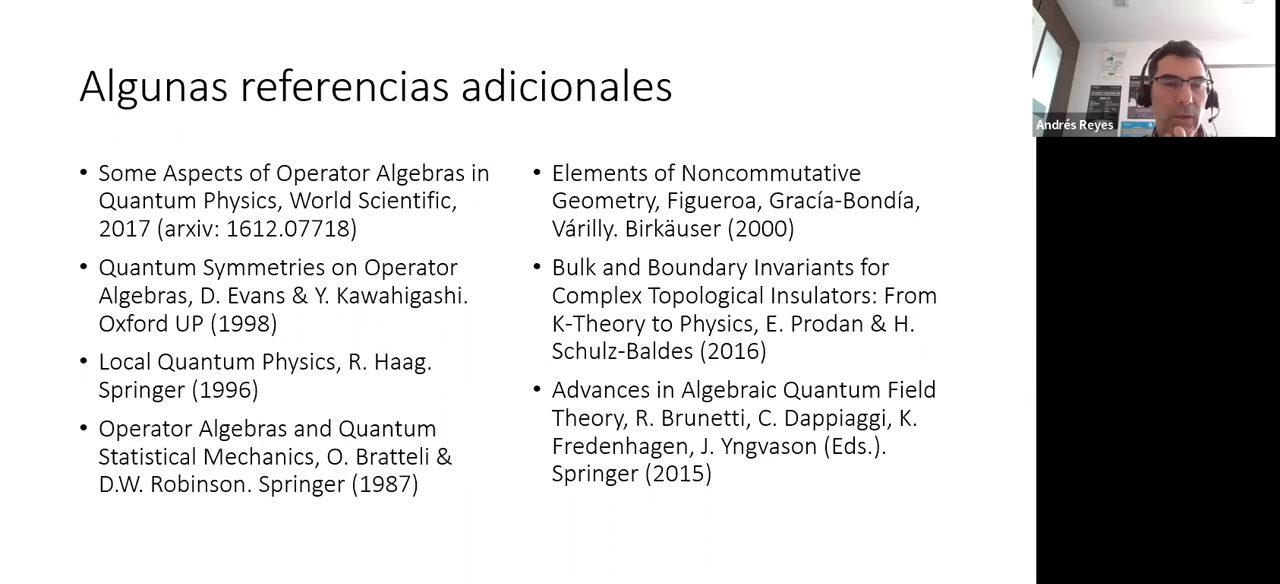 Algunas referencias adicionales
• Some Aspects of Operator Algebras in
Quantum Physics, World Scientific,
2017 (arxiv: 1612.07718)
• Quantum Symmetries on Operator
Algebras, D. Evans & Y. Kawahigashi.
Oxford UP (1998)
• Local Quantum Physics, R. Haag.
Springer (1996)
• Operator Algebras and Quantum
Statistical Mechanics, O. Bratteli &
D.W. Robinson. Springer (1987)
• Elements of Noncommutative
Geometry, Figueroa, Gracía-Bondía,
Várilly. Birkäuser (2000)
• Bulk and Boundary Invariants for
Complex Topological Insulators: From
K-Theory to Physics, E. Prodan & H.
Schulz-Baldes (2016)
• Advances in Algebraic Quantum Field
Theory, R. Brunetti, C. Dappiaggi, K.
Fredenhagen, J. Yngvason (Eds.).
Springer (2015)
Andrés Reyes